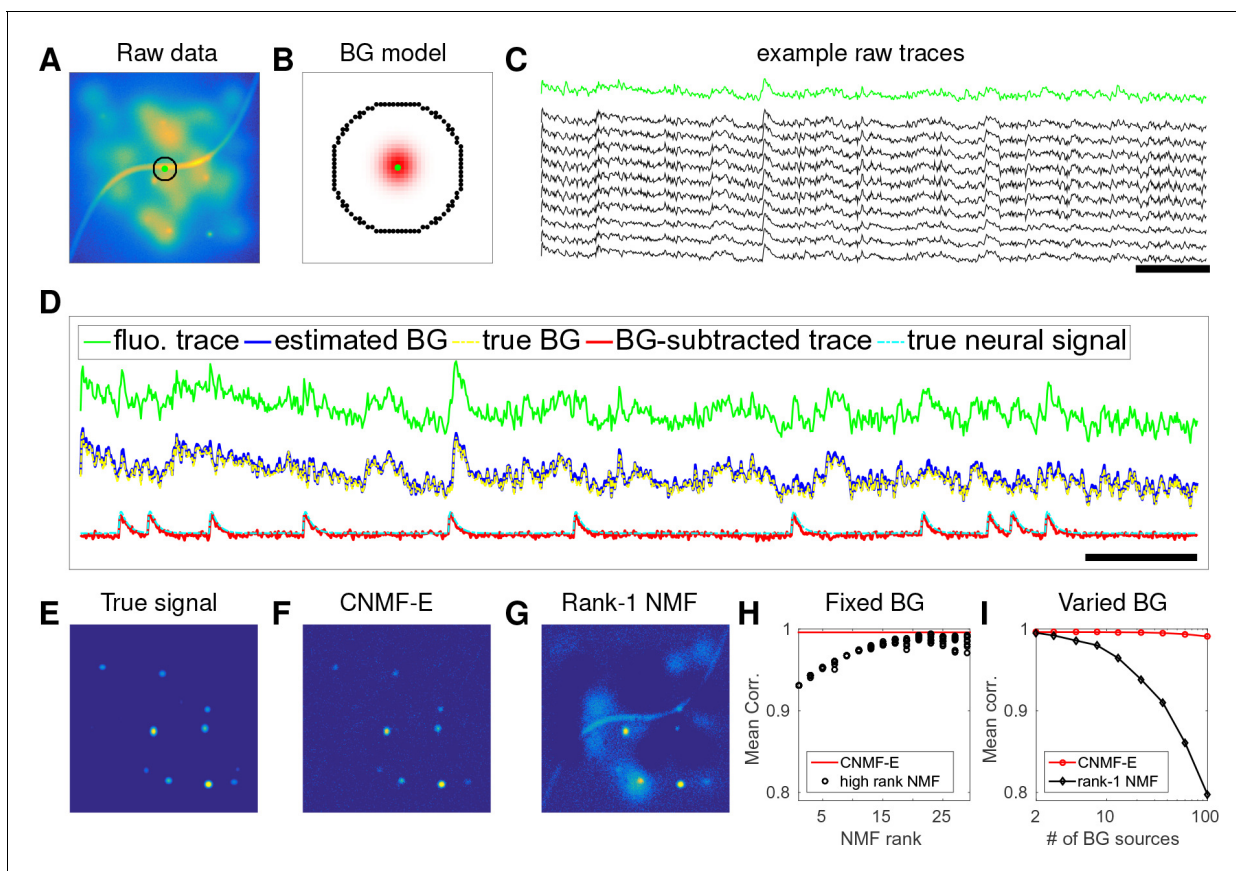 A
Raw data
B
BG model
C
example raw traces
D
fluo. trace
estimated BG
true BG
BG-subtracted trace
true neural signal
E
True signal
F
CNMF-E
G
Rank-1 NMF
H
Fixed BG
Mean Corr.
1
0.9
0.8
CNMF-E
high rank NMF
5
15
25
NMF rank
I
Varied BG
Mean corr.
1
0.9
0.8
CNMF-E
rank-1 NMF
2
10
100
# of BG sources